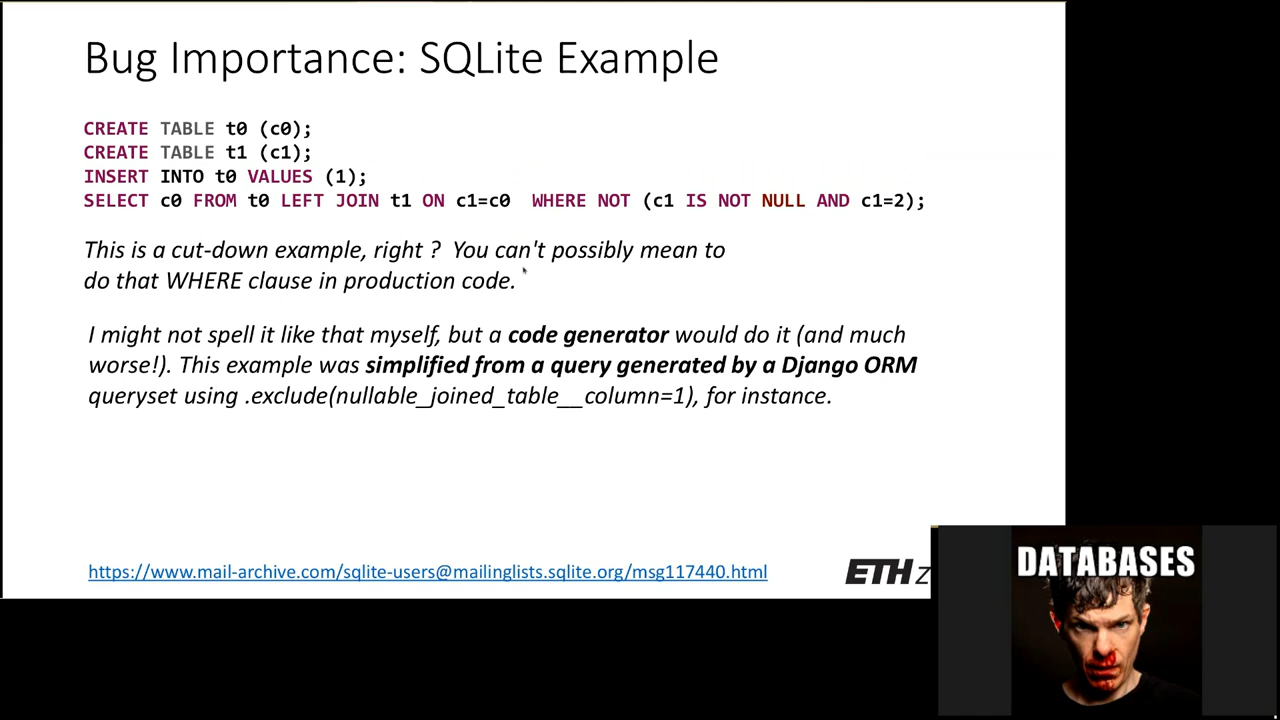 Bug Importance: SQLite Example
CREATE TABLE t0 (c0);
CREATE TABLE t1 (c1);
INSERT INTO t0 VALUES (1);
SELECT c0 FROM t0 LEFT JOIN t1 ON c1=c0 WHERE NOT (c1 IS NOT NULL AND c1=2);
This is a cut-down example, right ? You can't possibly mean to
do that WHERE clause in production code.
I might not spell it like that myself, but a code generator would do it (and much
worse!). This example was simplified from a query generated by a Django ORM
queryset using .exclude(nullable_joined_table__column=1), for instance.
https://www.mail-archive.com/sqlite-users@mailinglists.sqlite.org/msg117440.html
ETH z
DATABASES